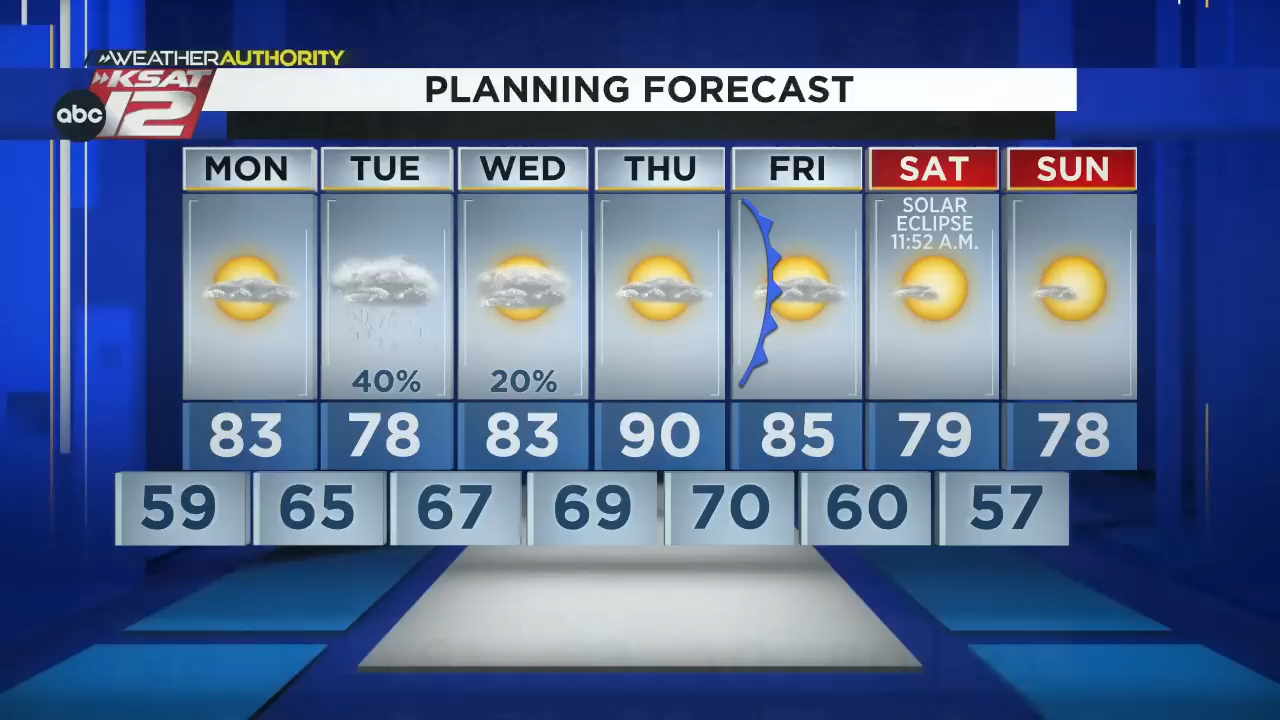 WEATHERAUTHORITY
KSAT
abc 12
PLANNING FORECAST
MON TUE WED THU FRI SAT SUN
SOLAR
ECLIPSE
11:52 A.M.
40% 20%
83 78 83 90 85 79 78
59 65 67 69 70 60 57